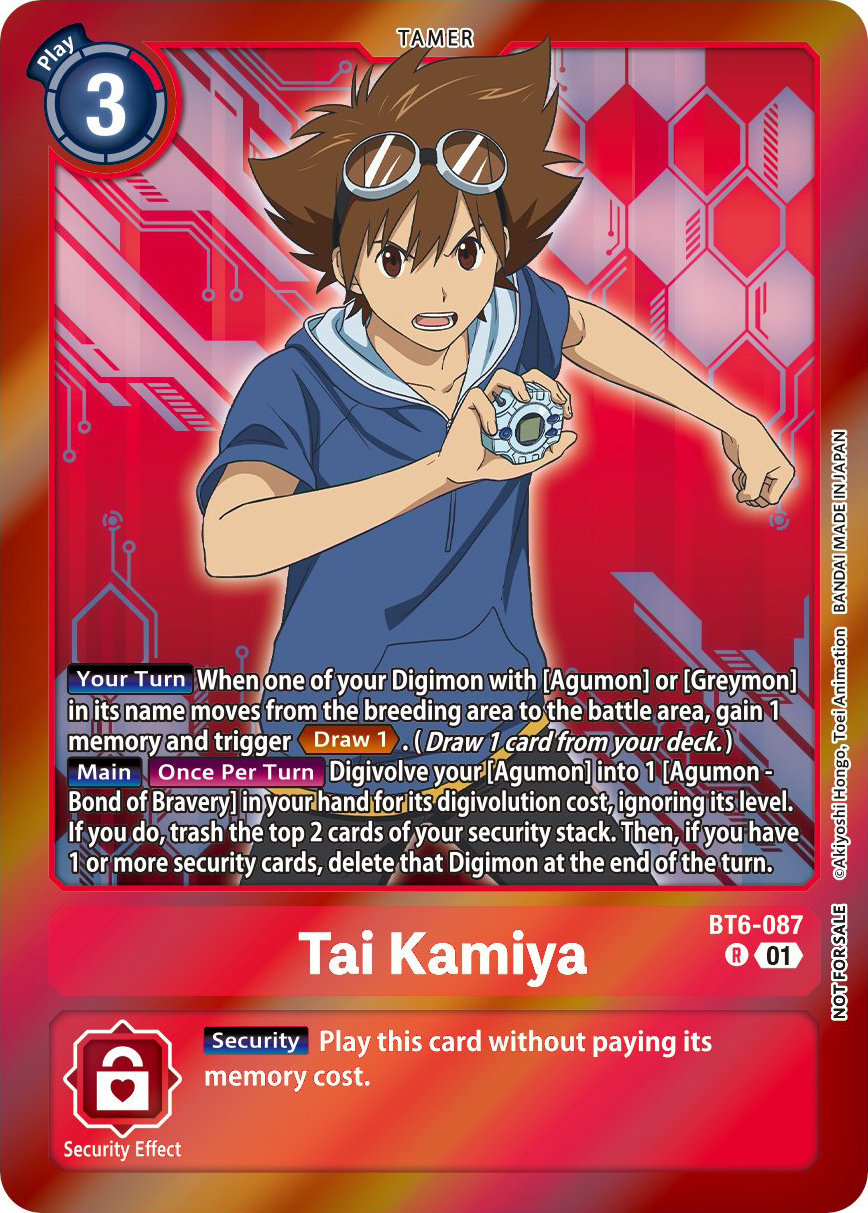 TAMER
Play
3
Your Turn When one of your Digimon with [Agumon] or [Greymon]
in its name moves from the breeding area to the battle area, gain 1
memory and trigger Draw 1 . (Draw 1 card from your deck.)
Main Once Per Turn Digivolve your [Agumon] into 1 [Agumon -
Bond of Bravery] in your hand for its digivolution cost, ignoring its level.
If you do, trash the top 2 cards of your security stack. Then, if you have
1 or more security cards, delete that Digimon at the end of the turn.
©Akiyoshi Hongo, Toei Animation BANDAI MADE IN JAPAN
NOT FOR SALE
BT6-087
Tai Kamiya
R 01
Security Play this card without paying its
memory cost.
Security Effect